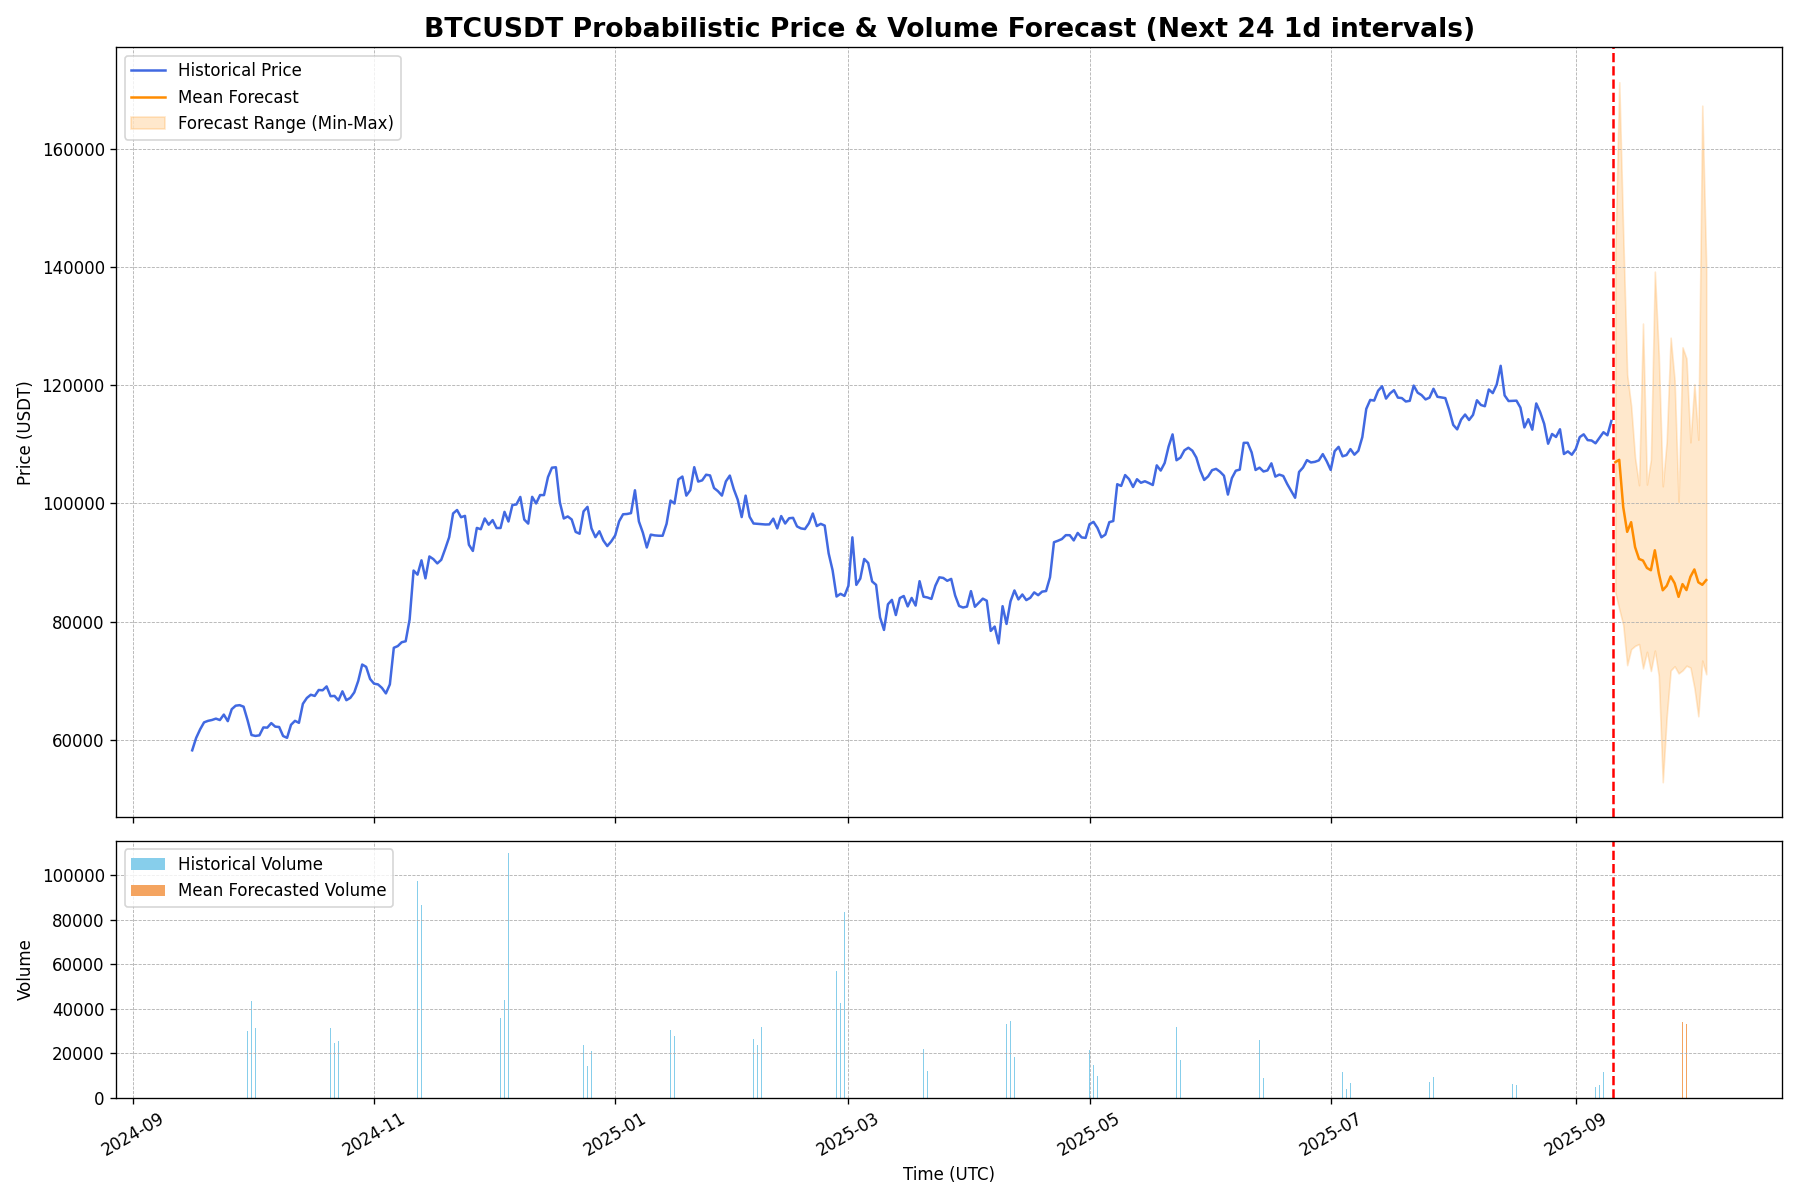 BTCUSDT Probabilistic Price & Volume Forecast (Next 24 1d intervals)
Historical Price
Mean Forecast
Forecast Range (Min-Max)
Price (USDT)
160000
140000
120000
100000
80000
60000
Historical Volume
Mean Forecasted Volume
Volume
100000
80000
60000
40000
20000
0
2024-09
2024-11
2025-01
2025-03
2025-05
2025-07
2025-09
Time (UTC)